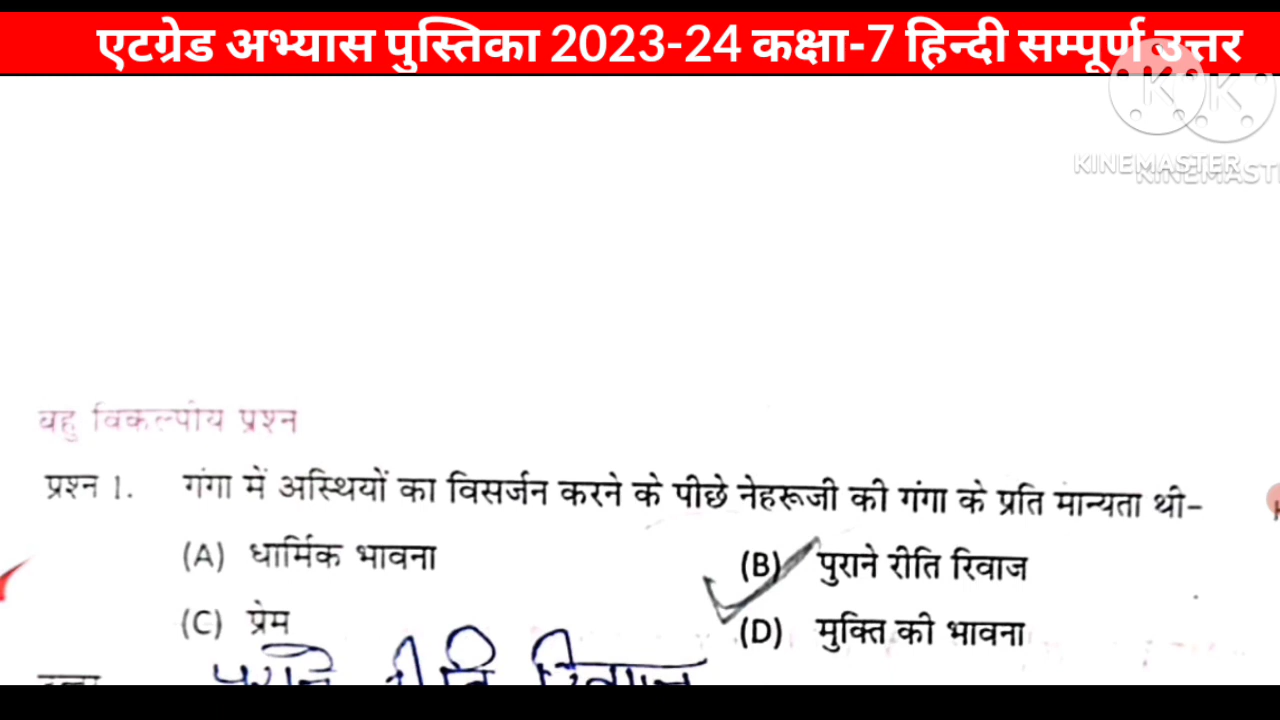 एटग्रेड अभ्यास पुस्तिका 2023-24 कक्षा-7 हिन्दी सम्पूर्ण उत्तर
KINEMASTER
KINEMAST
बहु विकल्पीय प्रश्न
प्रश्न 1. गंगा में अस्थियों का विसर्जन करने के पीछे नेहरूजी की गंगा के प्रति मान्यता थी-
(A) धार्मिक भावना (B) पुराने रीति रिवाज
(C) प्रेम (D) मुक्ति की भावना
पुराने रीति रिवाज